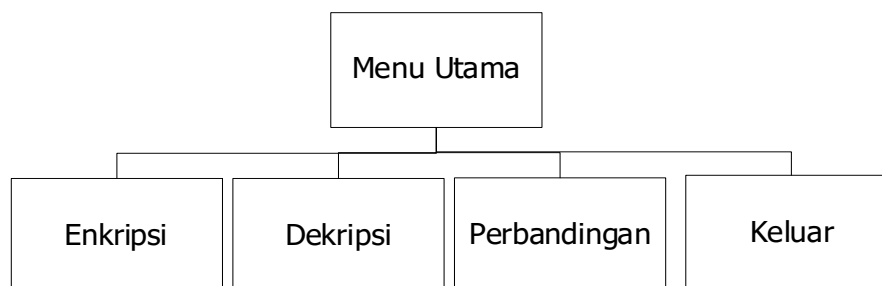 Menu Utama
Enkripsi
Dekripsi
Perbandingan
Keluar